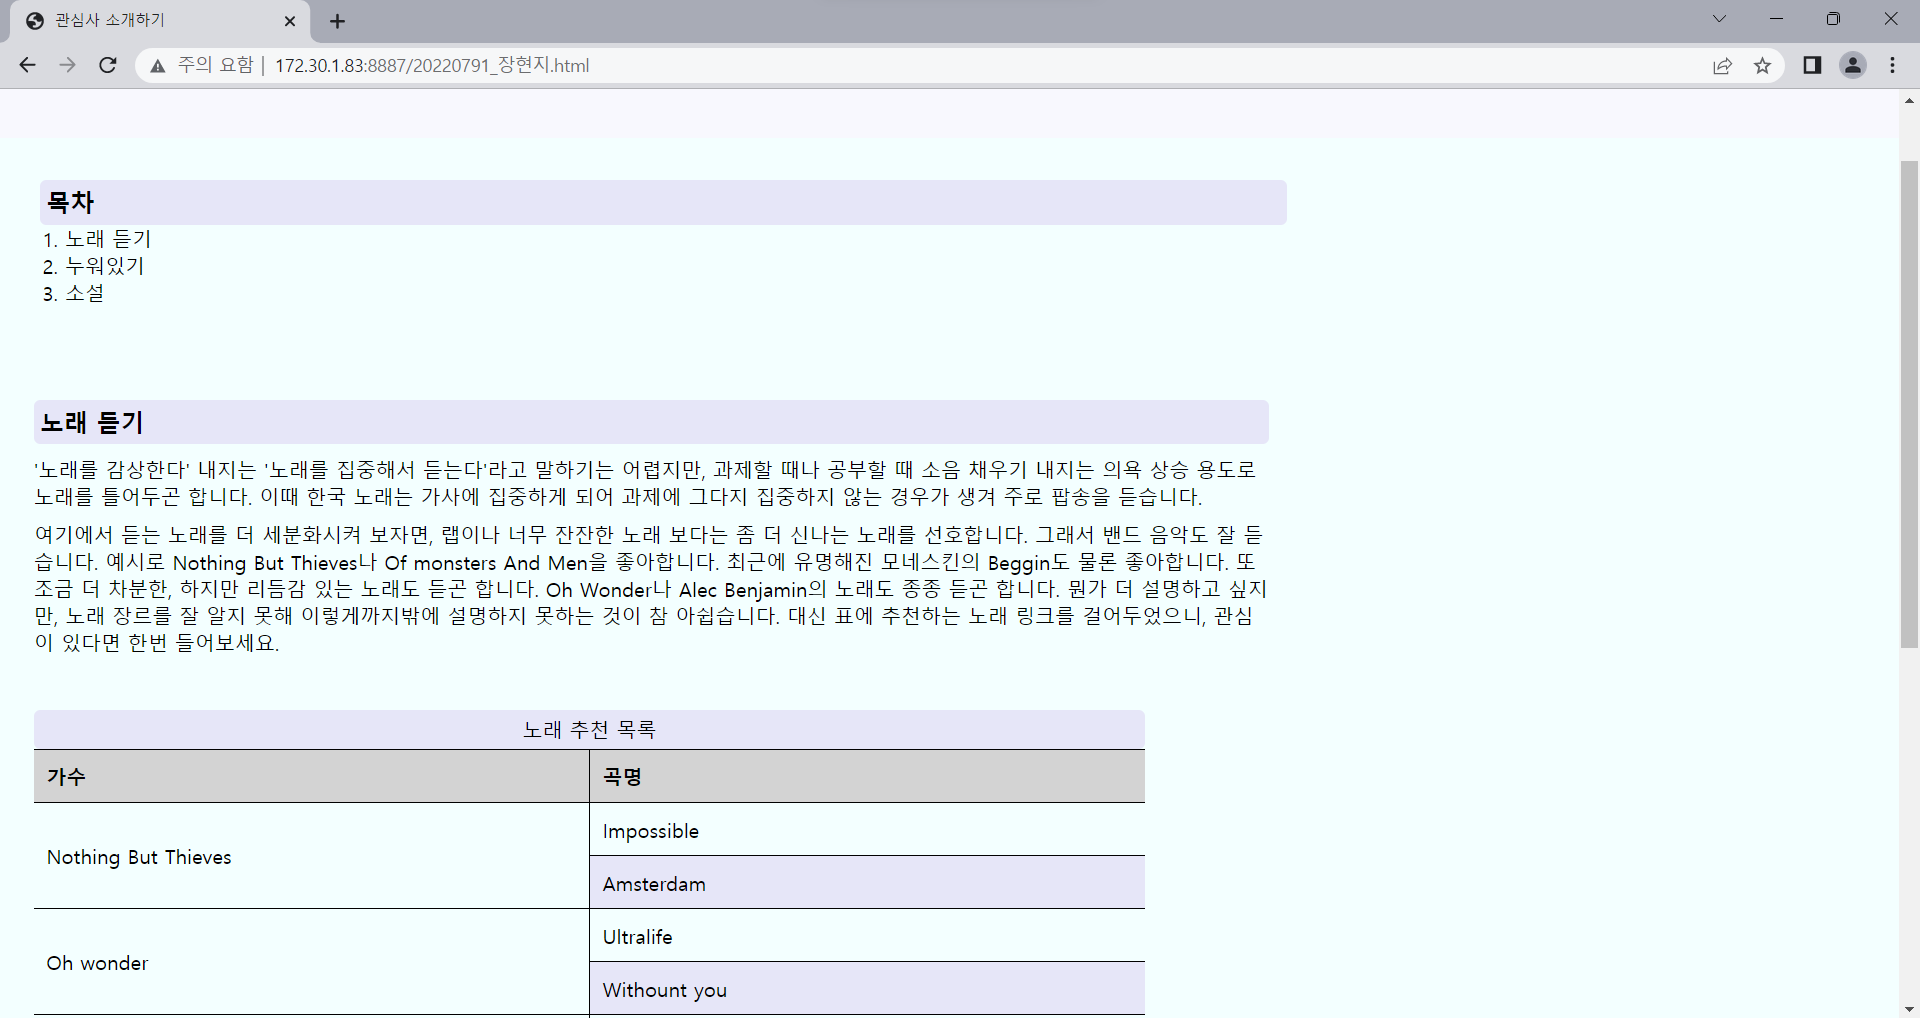 관심사 소개하기
주의 요함 | 172.30.1.83:8887/20220791_장현지.html
목차
1. 노래 듣기
2. 누워있기
3. 소설
노래 듣기
'노래를 감상한다' 내지는 '노래를 집중해서 듣는다'라고 말하기는 어렵지만, 과제할 때나 공부할 때 소음 채우기 내지는 의욕 상승 용도로
노래를 틀어두곤 합니다. 이때 한국 노래는 가사에 집중하게 되어 과제에 그다지 집중하지 않는 경우가 생겨 주로 팝송을 듣습니다.
여기에서 듣는 노래를 더 세분화시켜 보자면, 랩이나 너무 잔잔한 노래 보다는 좀 더 신나는 노래를 선호합니다. 그래서 밴드 음악도 잘 듣
습니다. 예시로 Nothing But Thieves나 Of monsters And Men을 좋아합니다. 최근에 유명해진 모네스킨의 Beggin도 물론 좋아합니다. 또
조금 더 차분한, 하지만 리듬감 있는 노래도 듣곤 합니다. Oh Wonder나 Alec Benjamin의 노래도 종종 듣곤 합니다. 뭔가 더 설명하고 싶지
만, 노래 장르를 잘 알지 못해 이렇게까지밖에 설명하지 못하는 것이 참 아쉽습니다. 대신 표에 추천하는 노래 링크를 걸어두었으니, 관심
이 있다면 한번 들어보세요.
노래 추천 목록
가수 곡명
Nothing But Thieves
Impossible
Amsterdam
Oh wonder
Ultralife
Withount you